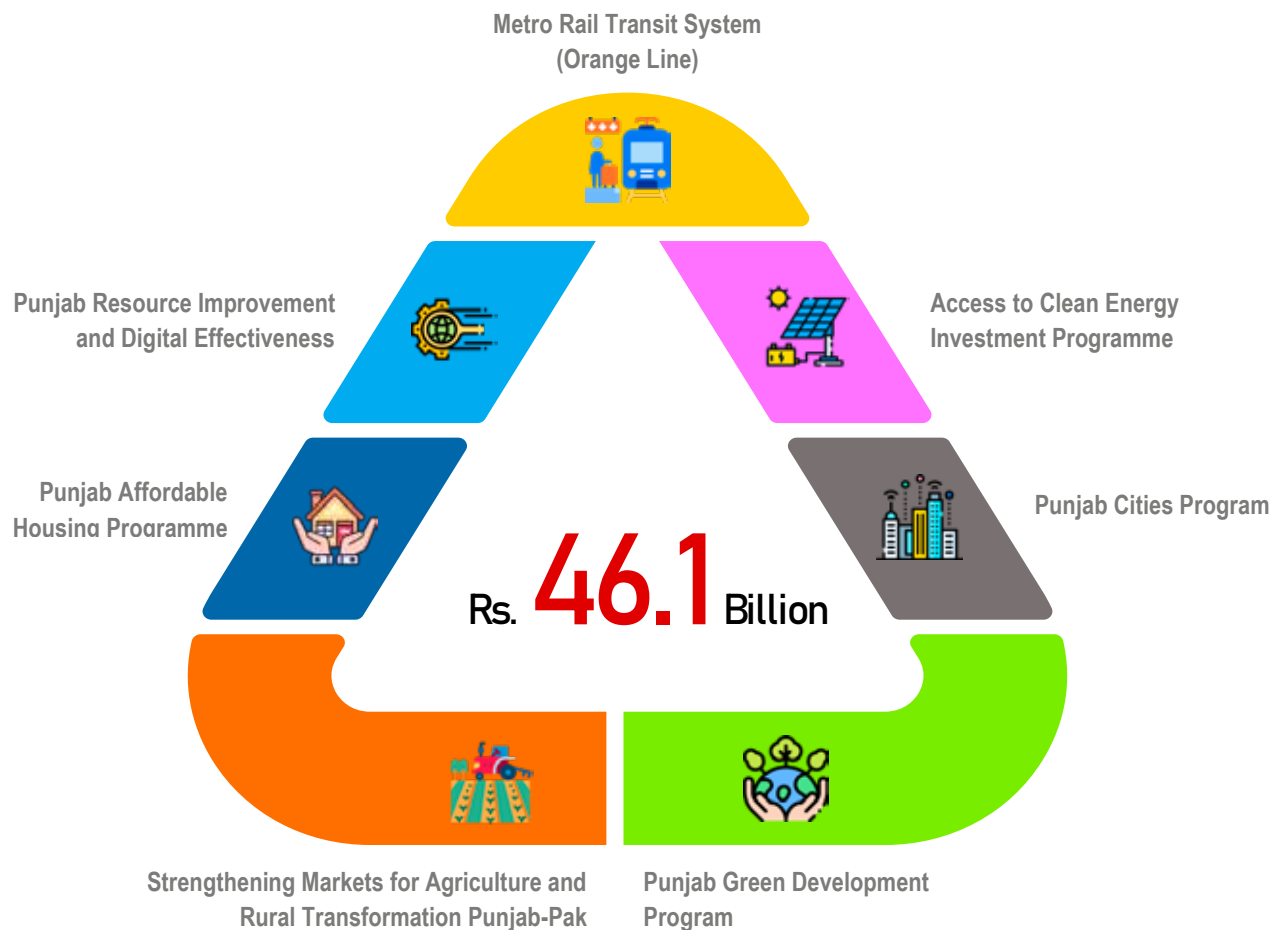 Metro Rail Transit System
(Orange Line)
Punjab Resource Improvement
and Digital Effectiveness
Access to Clean Energy
Investment Programme
Punjab Affordable
Housing Programme
Punjab Cities Program
Rs. 46.1 Billion
Strengthening Markets for Agriculture and
Rural Transformation Punjab-Pak
Punjab Green Development
Program